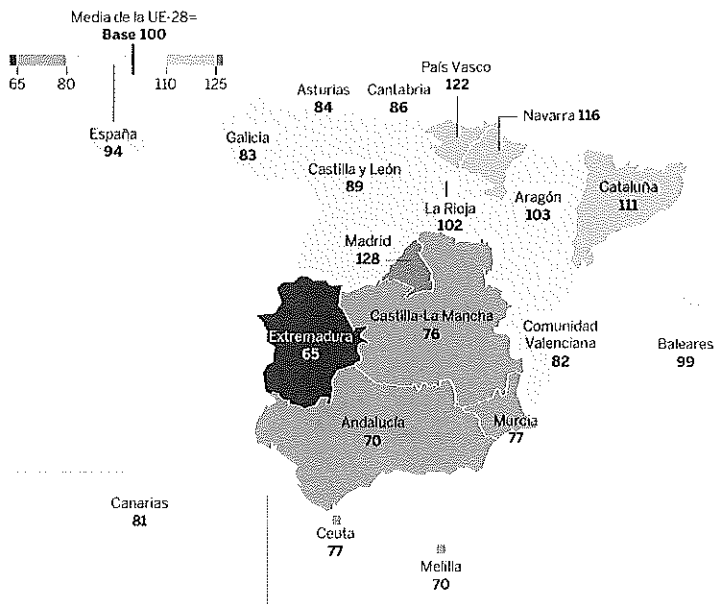 Media de la UE-28=
Base 100
65 80 110 125
España
94
Asturias
84
Cantabria
86
País Vasco
122
Navarra 116
Galicia
83
Castilla y León
89
La Rioja
102
Aragón
103
Cataluña
111
Madrid
128
Extremadura
65
Castilla-La Mancha
76
Comunidad
Valenciana
82
Baleares
99
Andalucía
70
Murcia
77
Canarias
81
Ceuta
77
Melilla
70